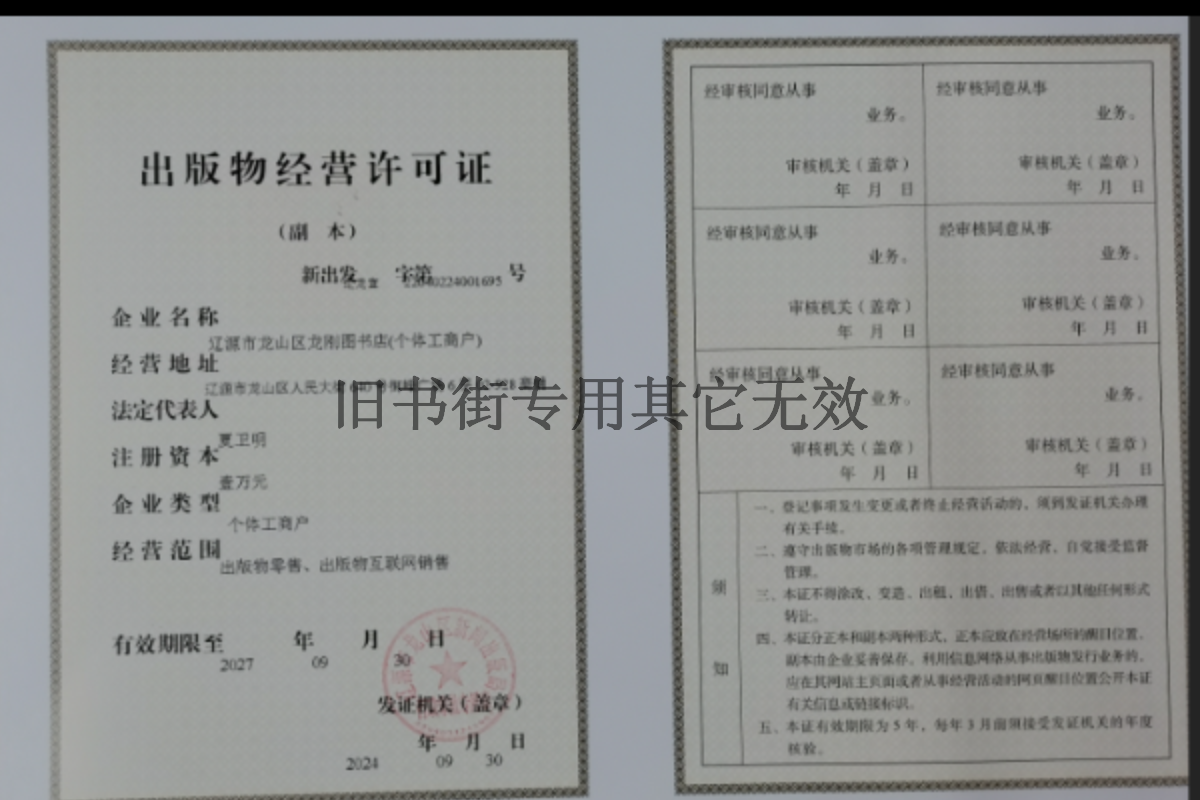 出版物经营许可证
（副 本）
新出发 字第 号
企业名称
辽源市龙山区龙刚图书店(个体工商户)
经营地址
辽源市龙山区人民大街
法定代表人
夏卫明
注册资本
壹万元
企业类型
个体工商户
经营范围
出版物零售、出版物互联网销售
有效期限至 年 月 日
2027 09 30
发证机关（盖章）
年 月 日
2024 09 30
旧书街专用其它无效
经审核同意从事
业务。
审核机关（盖章）
年 月 日
经审核同意从事
业务。
审核机关（盖章）
年 月 日
经审核同意从事
业务。
审核机关（盖章）
年 月 日
经审核同意从事
业务。
审核机关（盖章）
年 月 日
经审核同意从事
业务。
审核机关（盖章）
年 月 日
经审核同意从事
业务。
审核机关（盖章）
年 月 日
须知
一、登记事项发生变更或者终止经营活动的，须到发证机关办理
有关手续。
二、遵守出版物市场的各项管理规定，依法经营，自觉接受监督
管理。
三、本证不得涂改、变造、出租、出借、出售或者以其他任何形式
转让。
四、本证分正本和副本两种形式，正本应放在经营场所的醒目位置，
副本由企业妥善保存。利用信息网络从事出版物发行业务的，
应在其网站主页面或者从事经营活动的网页醒目位置公开本证
有关信息或链接标识。
五、本证有效期限为5年，每年3月前须接受发证机关的年度
核验。